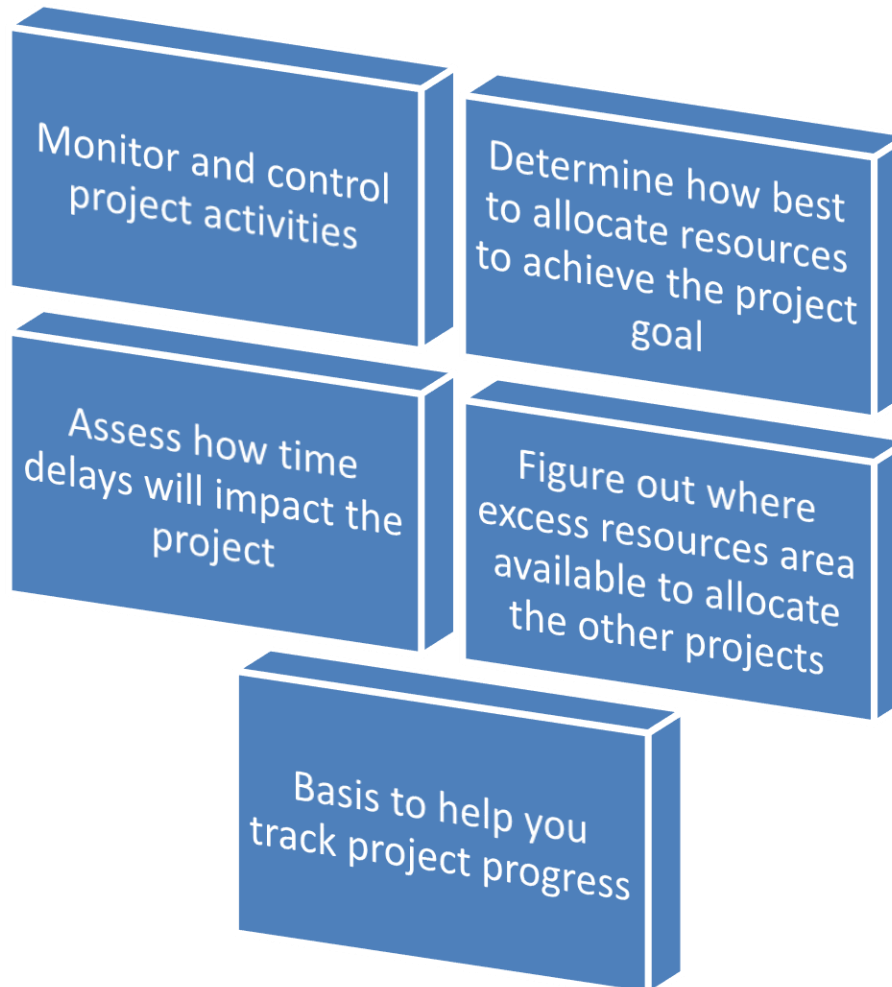 Monitor and control
project activities
Determine how best
to allocate resources
to achieve the project
goal
Assess how time
delays will impact the
project
Figure out where
excess resources area
available to allocate
the other projects
Basis to help you
track project progress